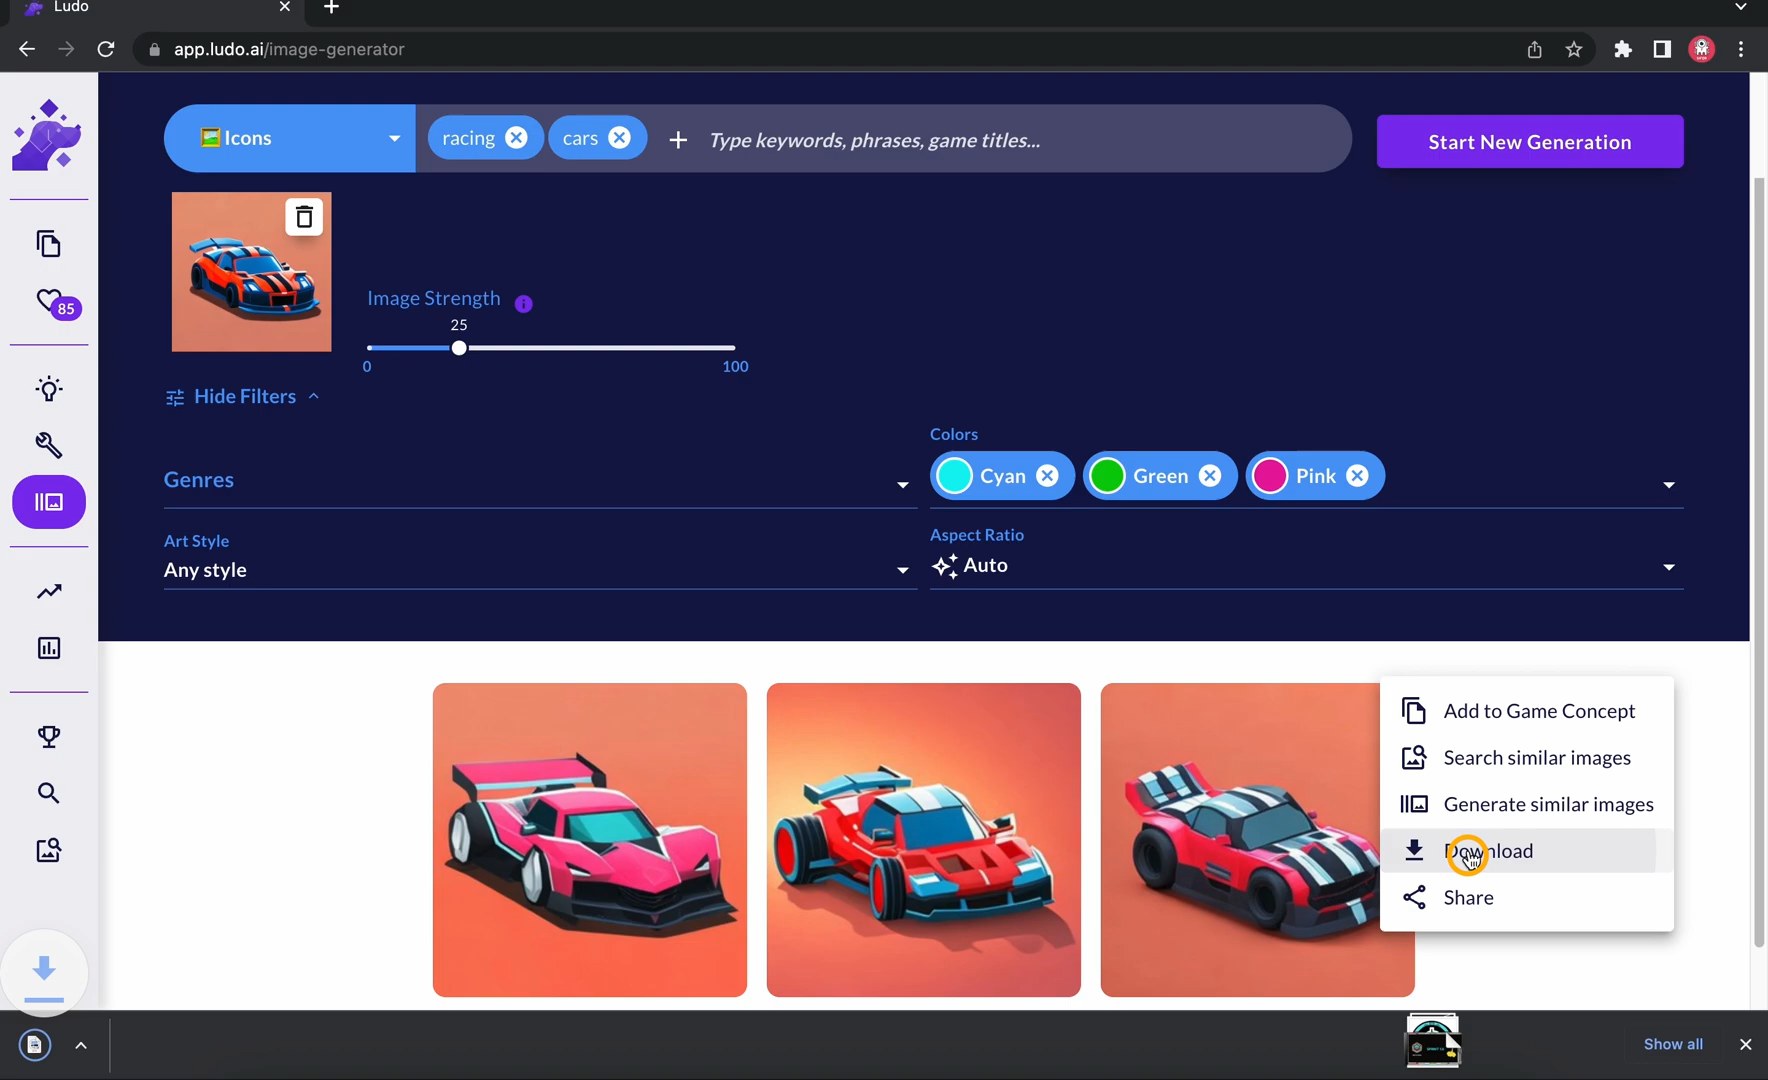 Ludo
app.ludo.ai/image-generator
Icons
racing
cars
Type keywords, phrases, game titles...
Start New Generation
85
Image Strength
25
0
100
Hide Filters
Colors
Genres
Cyan
Green
Pink
Art Style
Any style
Aspect Ratio
Auto
Add to Game Concept
Search similar images
Generate similar images
Download
Share
Show all